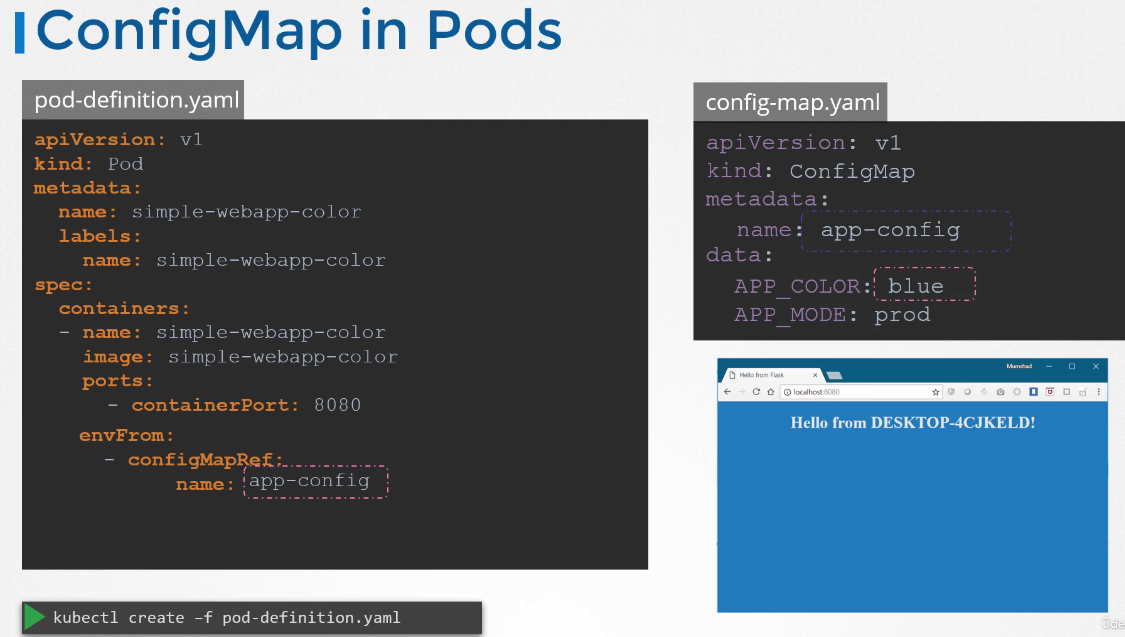 ConfigMap in Pods
pod-definition.yaml
apiVersion: v1
kind: Pod
metadata:
  name: simple-webapp-color
  labels:
    name: simple-webapp-color
spec:
  containers:
  - name: simple-webapp-color
    image: simple-webapp-color
    ports:
      - containerPort: 8080
    envFrom:
      - configMapRef:
            name: app-config
kubectl create –f pod-definition.yaml
config-map.yaml
apiVersion: v1
kind: ConfigMap
metadata:
  name: app-config
data:
  APP_COLOR: blue
  APP_MODE: prod
Hello from Flask
Mumshad
localhost:8080
Hello from DESKTOP-4CJKELD!